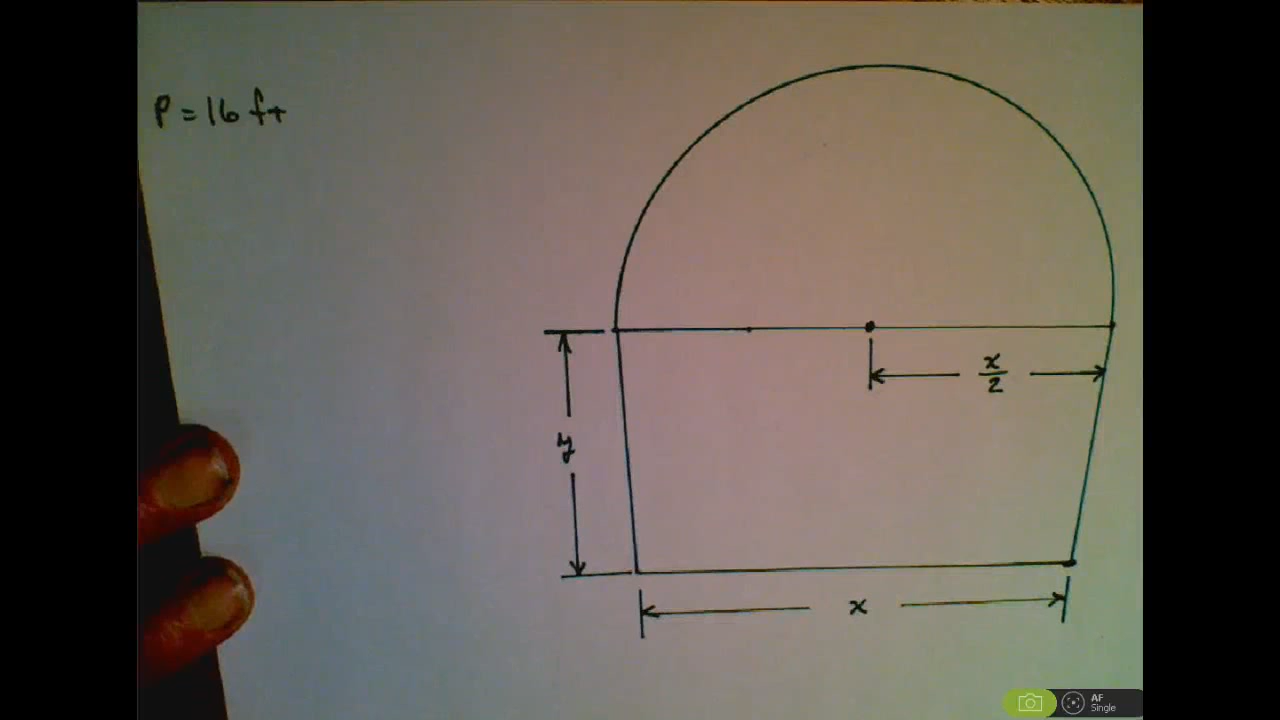 P = 16 ft
x/2
y
x
AF
Single